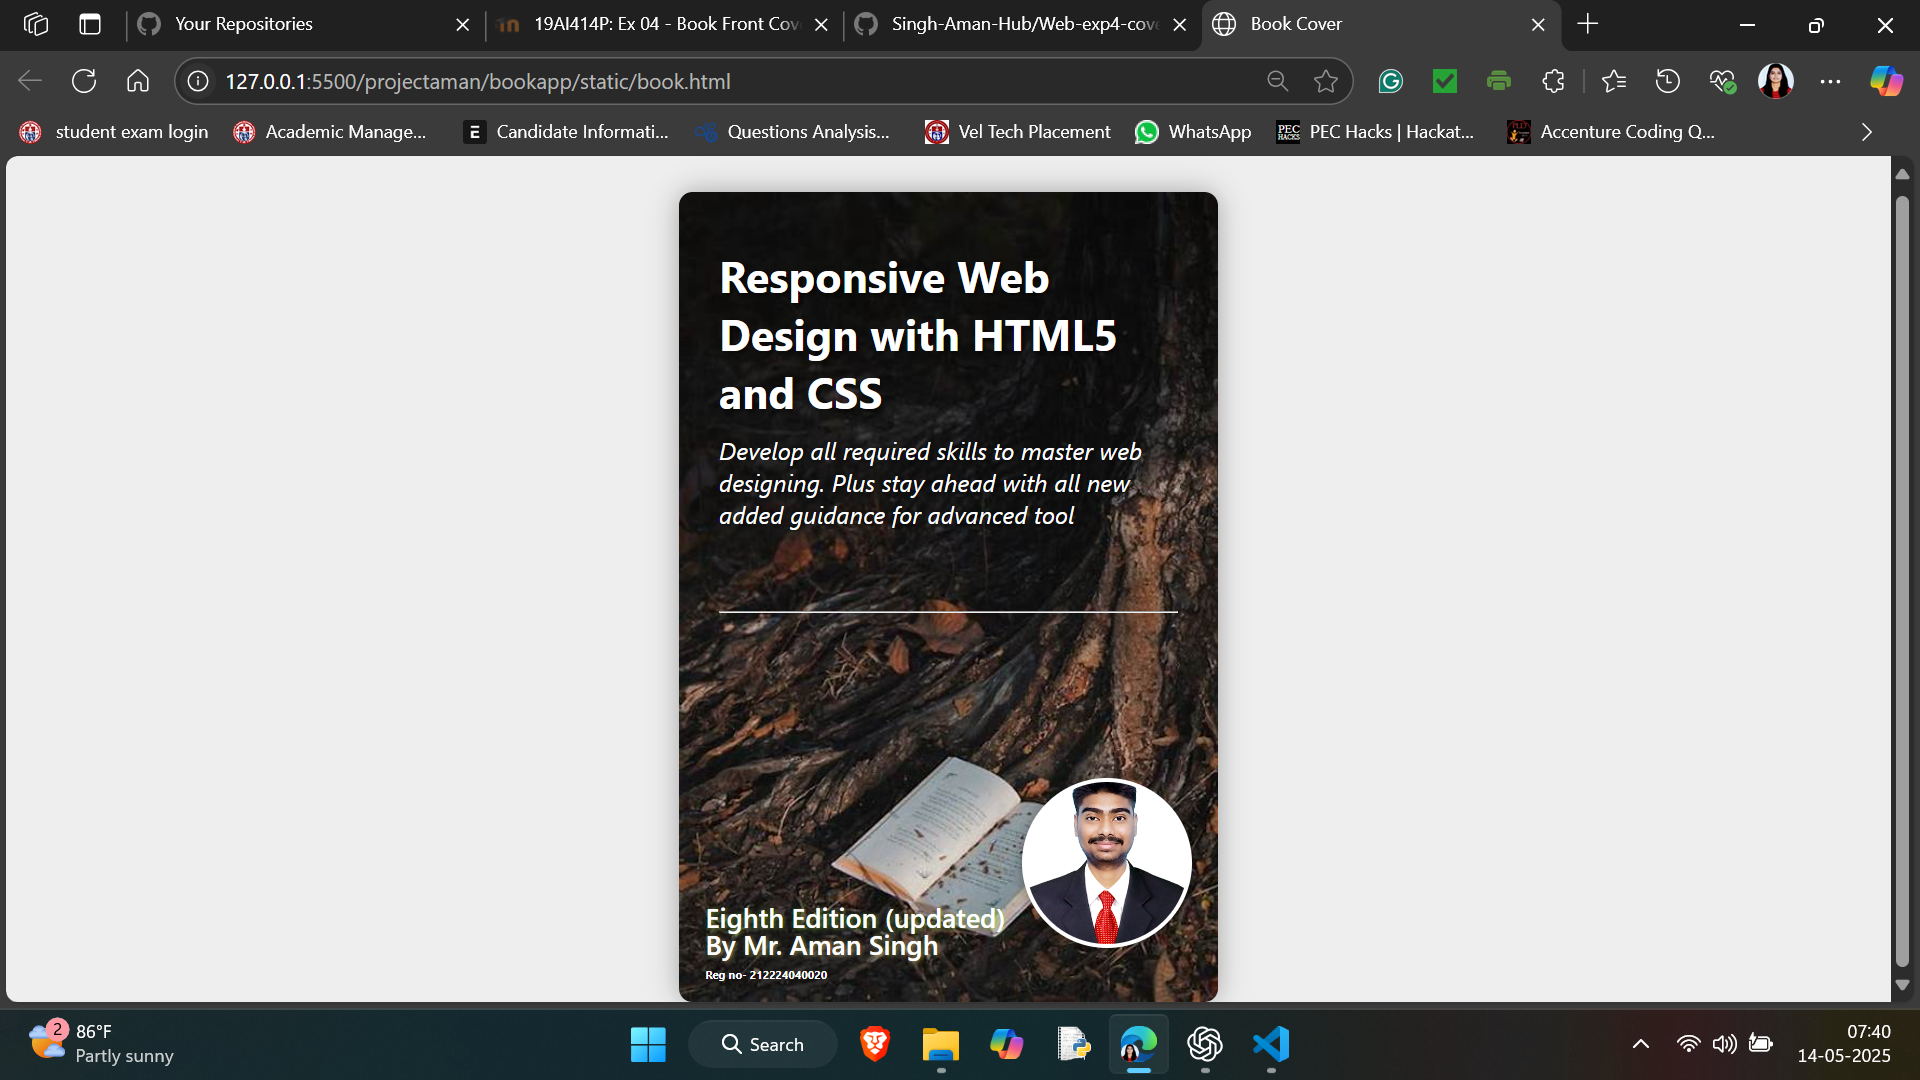 Your Repositories
19AI414P: Ex 04 - Book Front Cov
Singh-Aman-Hub/Web-exp4-cove
Book Cover
127.0.0.1:5500/projectaman/bookapp/static/book.html
student exam login
Academic Manage...
E
Candidate Informati...
Questions Analysis...
Vel Tech Placement
WhatsApp
PEC
HACKS
PEC Hacks | Hackat...
Accenture Coding Q...
Responsive Web
Design with HTML5
and CSS
Develop all required skills to master web
designing. Plus stay ahead with all new
added guidance for advanced tool
Eighth Edition (updated)
By Mr. Aman Singh
Reg no- 212224040020
2
86°F
Partly sunny
Search
07:40
14-05-2025